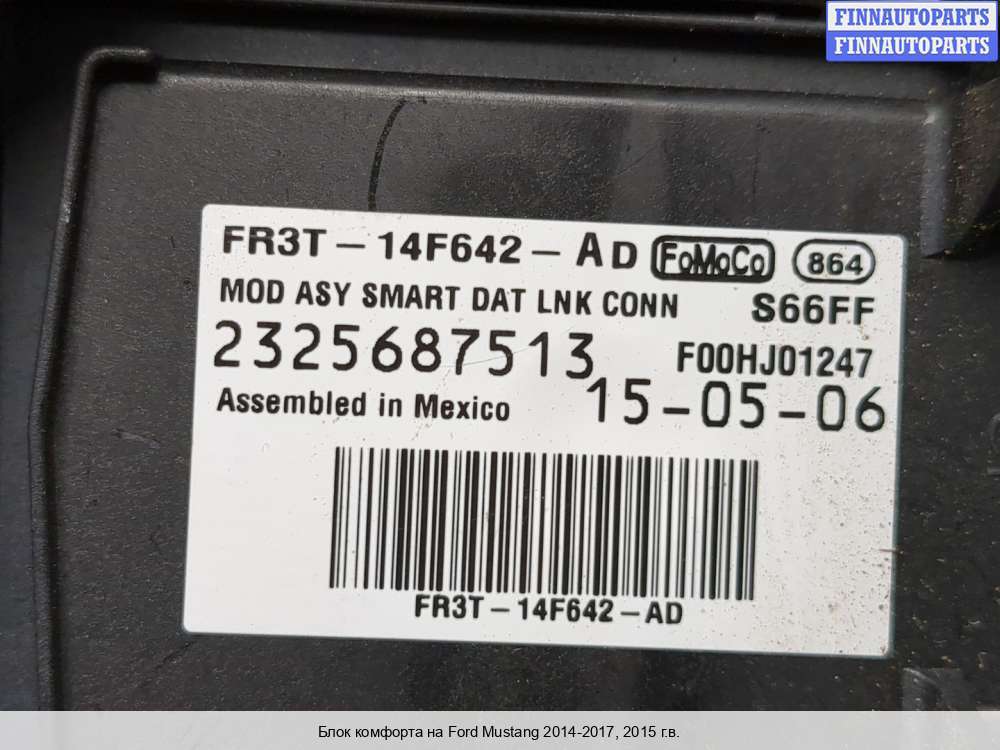 FINNAUTOPARTS
FINNAUTOPARTS
FR3T-14F642-AD FoMoCo 864
MOD ASY SMART DAT LNK CONN S66FF
2325687513 F00HJ01247
Assembled in Mexico 15-05-06
FR3T-14F642-AD
Блок комфорта на Ford Mustang 2014-2017, 2015 г.в.